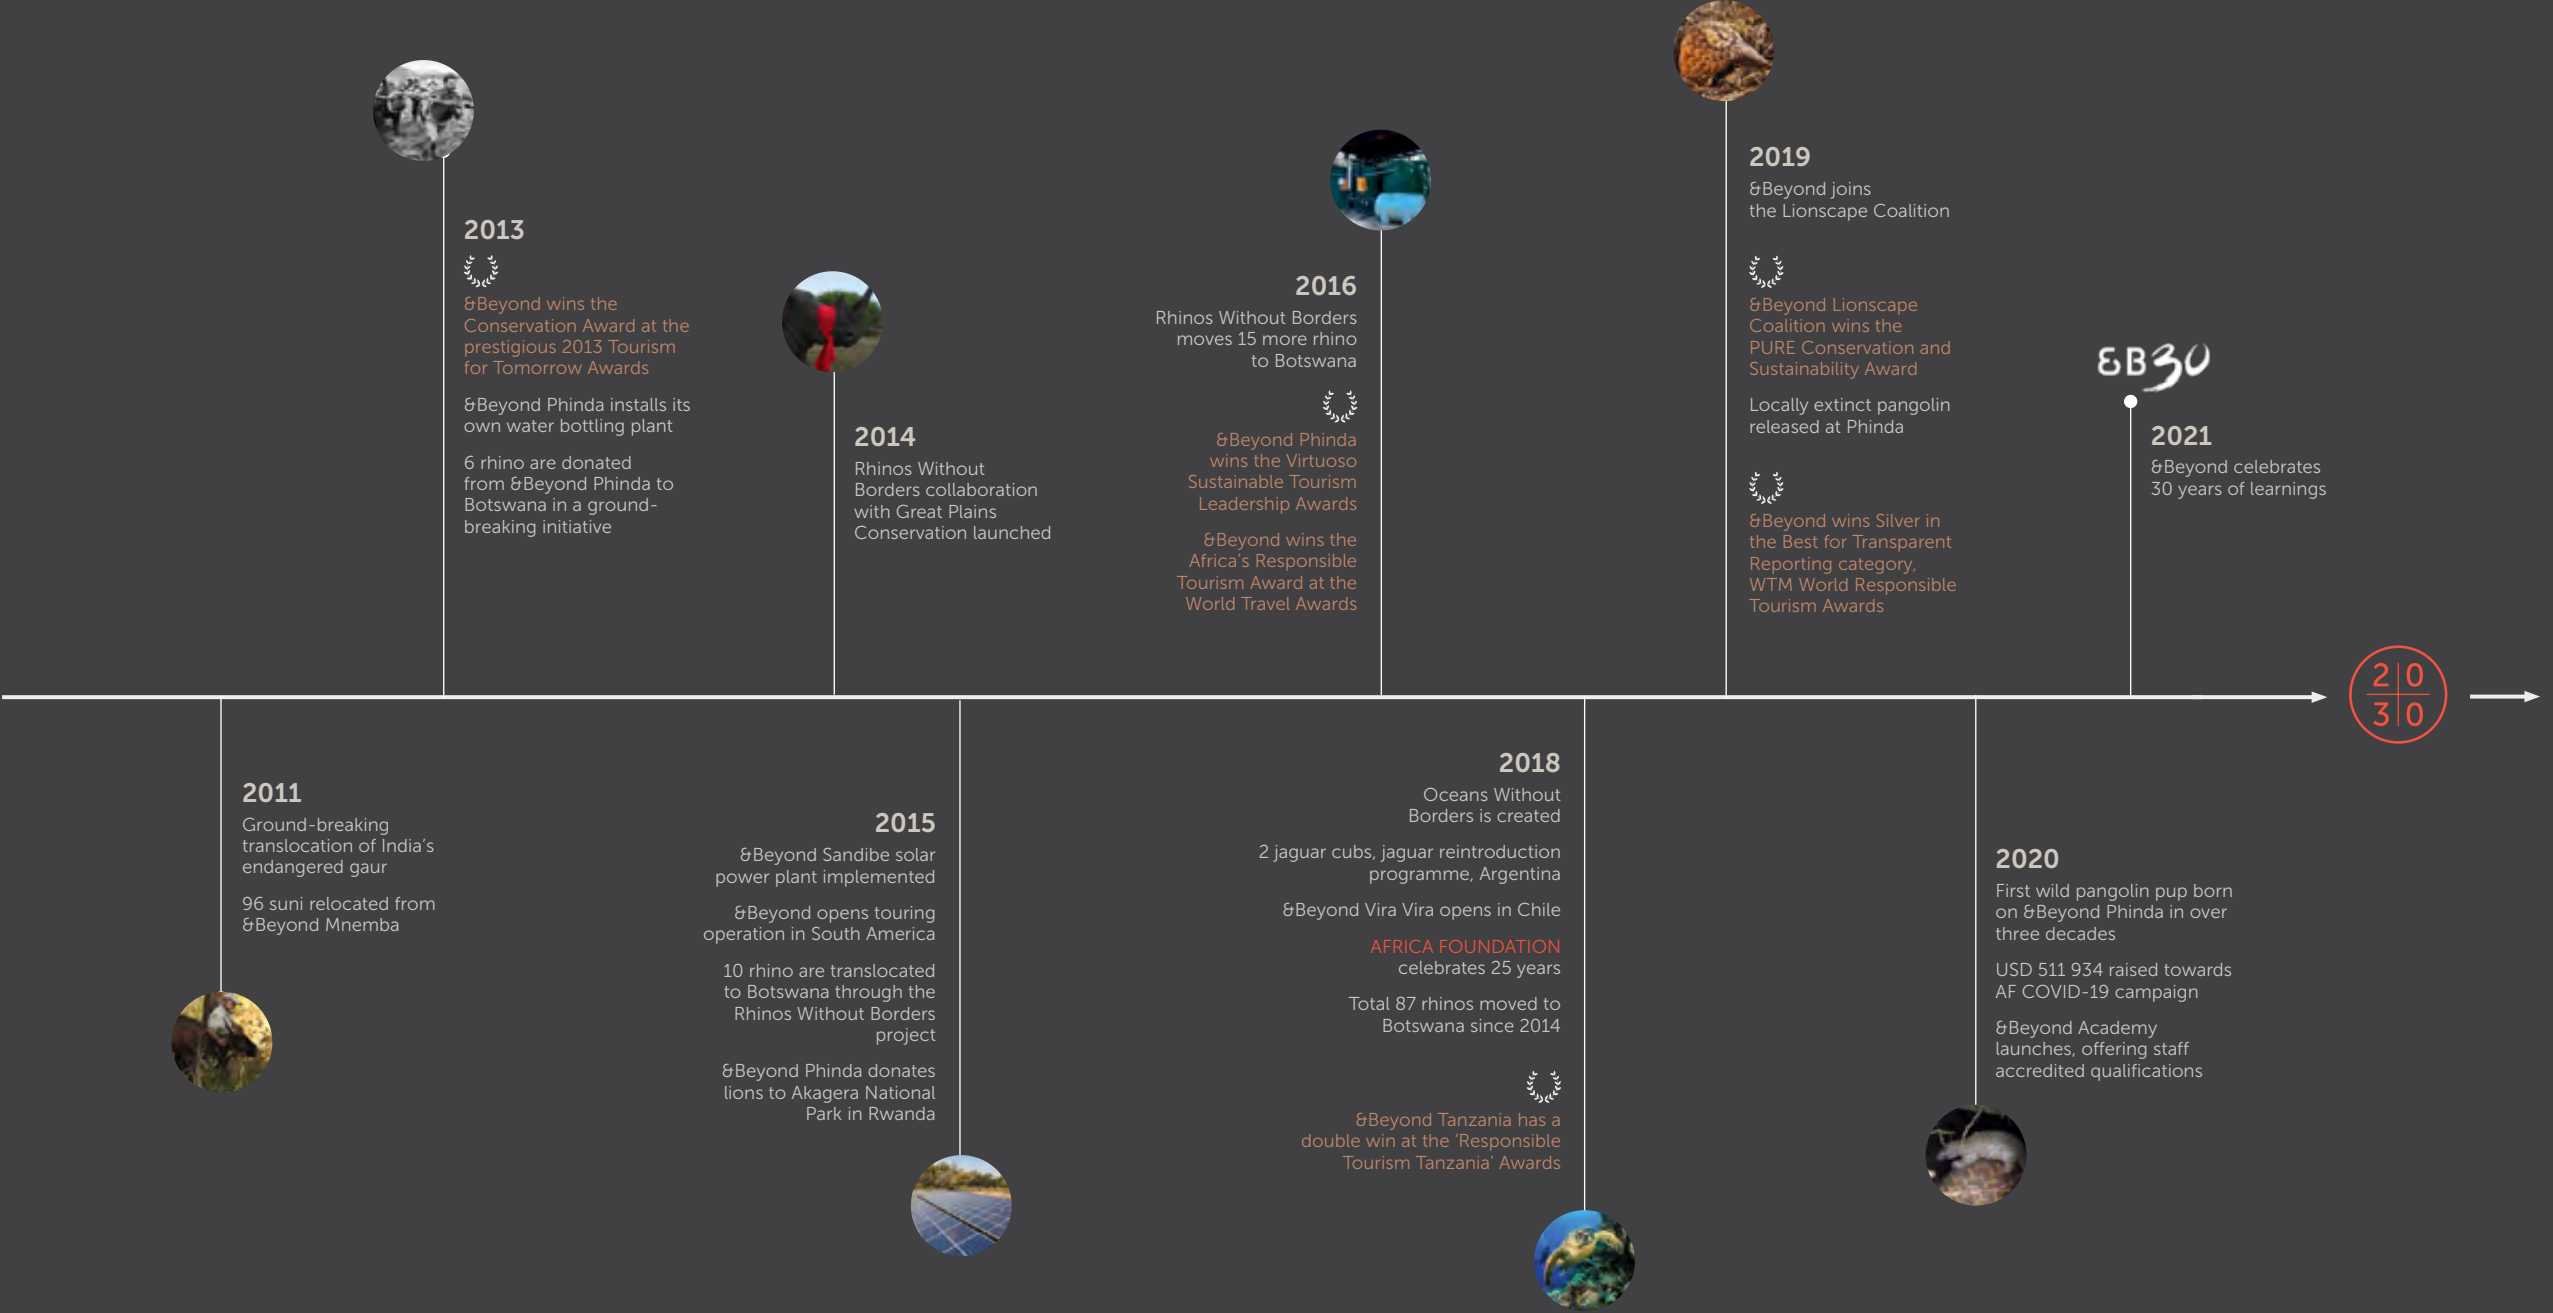 2013
&Beyond wins the
Conservation Award at the
prestigious 2013 Tourism
for Tomorrow Awards
&Beyond Phinda installs its
own water bottling plant
6 rhino are donated
from &Beyond Phinda to
Botswana in a ground-
breaking initiative
2014
Rhinos Without
Borders collaboration
with Great Plains
Conservation launched
2016
Rhinos Without Borders
moves 15 more rhino
to Botswana
&Beyond Phinda
wins the Virtuoso
Sustainable Tourism
Leadership Awards
&Beyond wins the
Africa's Responsible
Tourism Award at the
World Travel Awards
2019
&Beyond joins
the Lionscape Coalition
&Beyond Lionscape
Coalition wins the
PURE Conservation and
Sustainability Award
Locally extinct pangolin
released at Phinda
&Beyond wins Silver in
the Best for Transparent
Reporting category,
WTM World Responsible
Tourism Awards
&B30
2021
&Beyond celebrates
30 years of learnings
20
30
2011
Ground-breaking
translocation of India's
endangered gaur
96 suni relocated from
&Beyond Mnemba
2015
&Beyond Sandibe solar
power plant implemented
&Beyond opens touring
operation in South America
10 rhino are translocated
to Botswana through the
Rhinos Without Borders
project
&Beyond Phinda donates
lions to Akagera National
Park in Rwanda
2018
Oceans Without
Borders is created
2 jaguar cubs, jaguar reintroduction
programme, Argentina
&Beyond Vira Vira opens in Chile
AFRICA FOUNDATION
celebrates 25 years
Total 87 rhinos moved to
Botswana since 2014
&Beyond Tanzania has a
double win at the 'Responsible
Tourism Tanzania' Awards
2020
First wild pangolin pup born
on &Beyond Phinda in over
three decades
USD 511 934 raised towards
AF COVID-19 campaign
&Beyond Academy
launches, offering staff
accredited qualifications